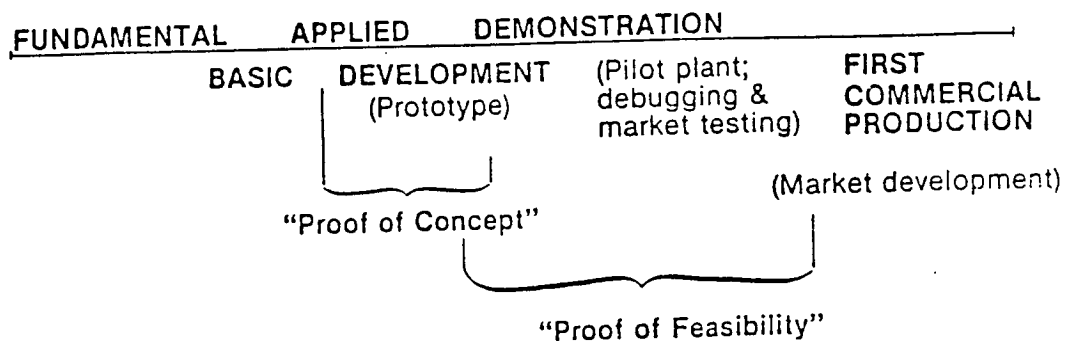 FUNDAMENTAL APPLIED DEMONSTRATION
BASIC DEVELOPMENT (Pilot plant; FIRST
(Prototype) debugging & COMMERCIAL
market testing) PRODUCTION
(Market development)
“Proof of Concept”
“Proof of Feasibility”